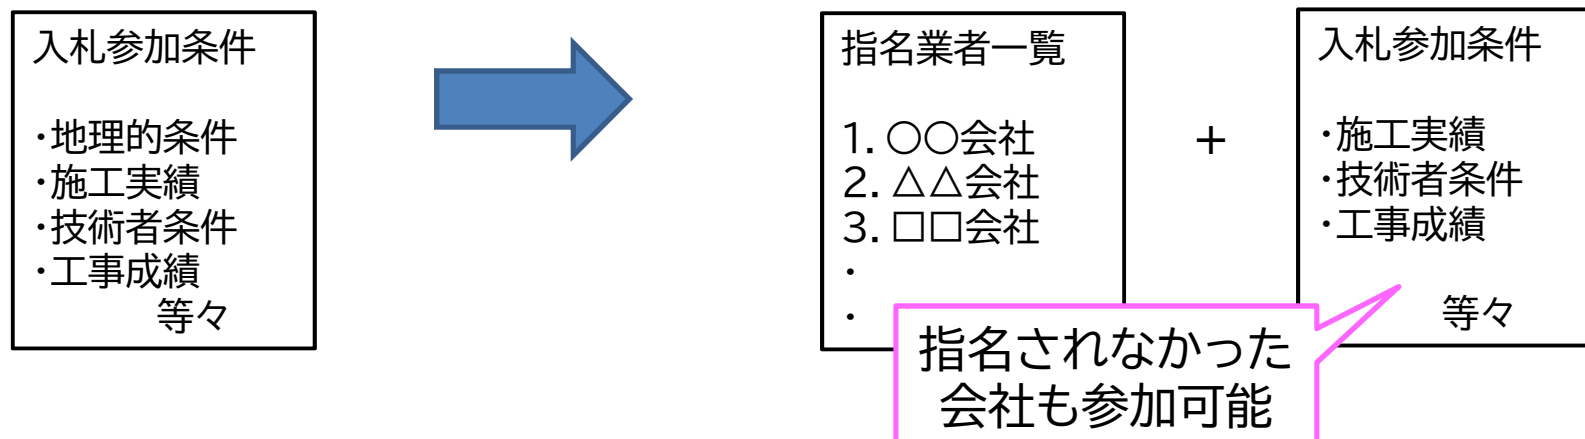 入札参加条件
・地理的条件
・施工実績
・技術者条件
・工事成績
等々
指名業者一覧
1. ○○会社
2. △△会社
3. □□会社
・
・
+
入札参加条件
・施工実績
・技術者条件
・工事成績
等々
指名されなかった
会社も参加可能